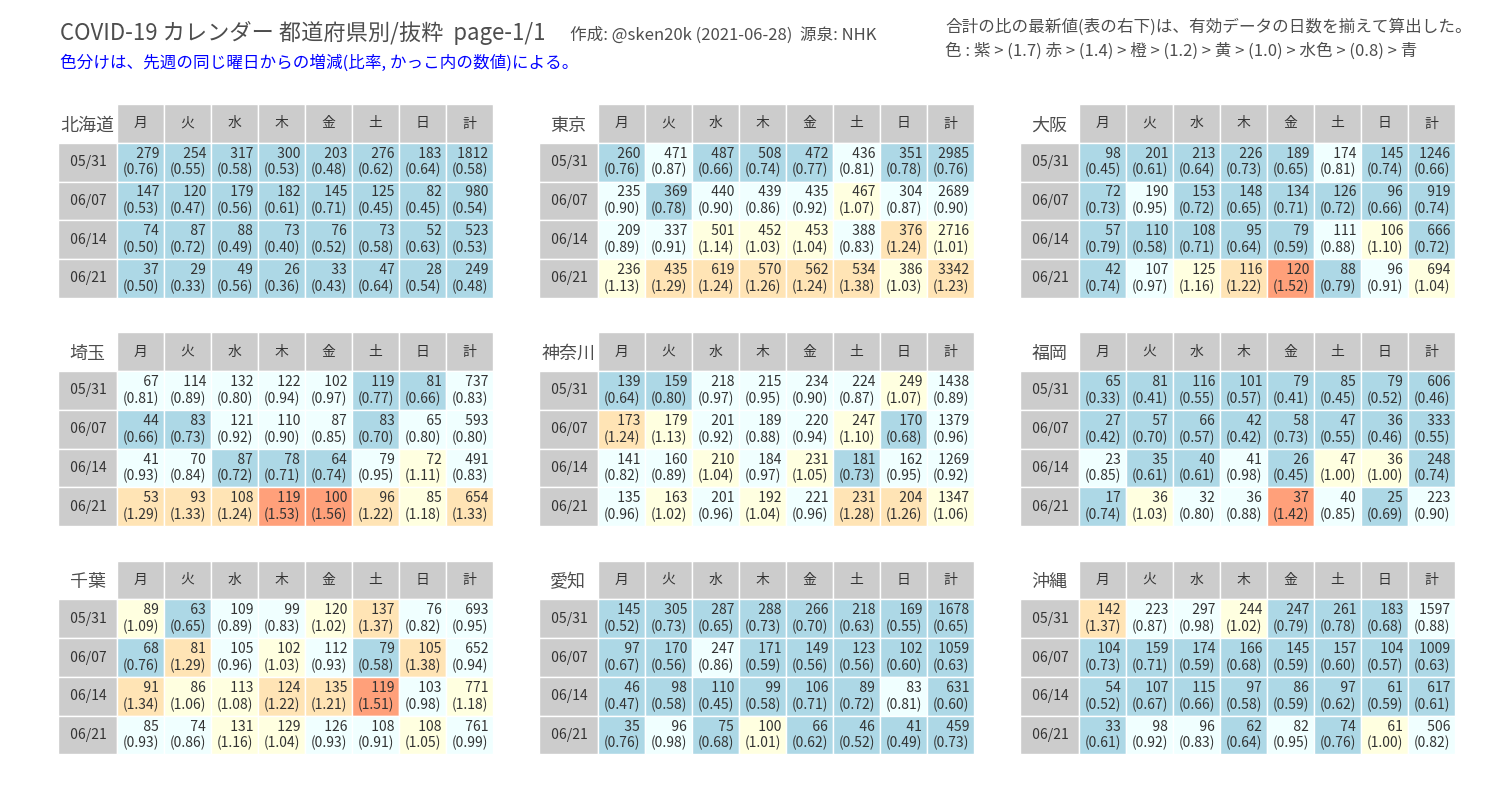 COVID-19 カレンダー 都道府県別/抜粋 page-1/1 作成: @sken20k (2021-06-28) 源泉: NHK
色分けは、先週の同じ曜日からの増減(比率, かっこ内の数値)による。
合計の比の最新値(表の右下)は、有効データの日数を揃えて算出した。
色 : 紫 > (1.7) 赤 > (1.4) > 橙 > (1.2) > 黄 > (1.0) > 水色 > (0.8) > 青
北海道 月 火 水 木 金 土 日 計
05/31 279 254 317 300 203 276 183 1812
(0.76) (0.55) (0.58) (0.53) (0.48) (0.62) (0.64) (0.58)
06/07 147 120 179 182 145 125 82 980
(0.53) (0.47) (0.56) (0.61) (0.71) (0.45) (0.45) (0.54)
06/14 74 87 88 73 76 73 52 523
(0.50) (0.72) (0.49) (0.40) (0.52) (0.58) (0.63) (0.53)
06/21 37 29 49 26 33 47 28 249
(0.50) (0.33) (0.56) (0.36) (0.43) (0.64) (0.54) (0.48)
東京 月 火 水 木 金 土 日 計
05/31 260 471 487 508 472 436 351 2985
(0.76) (0.87) (0.66) (0.74) (0.77) (0.81) (0.78) (0.76)
06/07 235 369 440 439 435 467 304 2689
(0.90) (0.78) (0.90) (0.86) (0.92) (1.07) (0.87) (0.90)
06/14 209 337 501 452 453 388 376 2716
(0.89) (0.91) (1.14) (1.03) (1.04) (0.83) (1.24) (1.01)
06/21 236 435 619 570 562 534 386 3342
(1.13) (1.29) (1.24) (1.26) (1.24) (1.38) (1.03) (1.23)
大阪 月 火 水 木 金 土 日 計
05/31 98 201 213 226 189 174 145 1246
(0.45) (0.61) (0.64) (0.73) (0.65) (0.81) (0.74) (0.66)
06/07 72 190 153 148 134 126 96 919
(0.73) (0.95) (0.72) (0.65) (0.71) (0.72) (0.66) (0.74)
06/14 57 110 108 95 79 111 106 666
(0.79) (0.58) (0.71) (0.64) (0.59) (0.88) (1.10) (0.72)
06/21 42 107 125 116 120 88 96 694
(0.74) (0.97) (1.16) (1.22) (1.52) (0.79) (0.91) (1.04)
埼玉 月 火 水 木 金 土 日 計
05/31 67 114 132 122 102 119 81 737
(0.81) (0.89) (0.80) (0.94) (0.97) (0.77) (0.66) (0.83)
06/07 44 83 121 110 87 83 65 593
(0.66) (0.73) (0.92) (0.90) (0.85) (0.70) (0.80) (0.80)
06/14 41 70 87 78 64 79 72 491
(0.93) (0.84) (0.72) (0.71) (0.74) (0.95) (1.11) (0.83)
06/21 53 93 108 119 100 96 85 654
(1.29) (1.33) (1.24) (1.53) (1.56) (1.22) (1.18) (1.33)
神奈川 月 火 水 木 金 土 日 計
05/31 139 159 218 215 234 224 249 1438
(0.64) (0.80) (0.97) (0.95) (0.90) (0.87) (1.07) (0.89)
06/07 173 179 201 189 220 247 170 1379
(1.24) (1.13) (0.92) (0.88) (0.94) (1.10) (0.68) (0.96)
06/14 141 160 210 184 231 181 162 1269
(0.82) (0.89) (1.04) (0.97) (1.05) (0.73) (0.95) (0.92)
06/21 135 163 201 192 221 231 204 1347
(0.96) (1.02) (0.96) (1.04) (0.96) (1.28) (1.26) (1.06)
福岡 月 火 水 木 金 土 日 計
05/31 65 81 116 101 79 85 79 606
(0.33) (0.41) (0.55) (0.57) (0.41) (0.45) (0.52) (0.46)
06/07 27 57 66 42 58 47 36 333
(0.42) (0.70) (0.57) (0.42) (0.73) (0.55) (0.46) (0.55)
06/14 23 35 40 41 26 47 36 248
(0.85) (0.61) (0.61) (0.98) (0.45) (1.00) (1.00) (0.74)
06/21 17 36 32 36 37 40 25 223
(0.74) (1.03) (0.80) (0.88) (1.42) (0.85) (0.69) (0.90)
千葉 月 火 水 木 金 土 日 計
05/31 89 63 109 99 120 137 76 693
(1.09) (0.65) (0.89) (0.83) (1.02) (1.37) (0.82) (0.95)
06/07 68 81 105 102 112 79 105 652
(0.76) (1.29) (0.96) (1.03) (0.93) (0.58) (1.38) (0.94)
06/14 91 86 113 124 135 119 103 771
(1.34) (1.06) (1.08) (1.22) (1.21) (1.51) (0.98) (1.18)
06/21 85 74 131 129 126 108 108 761
(0.93) (0.86) (1.16) (1.04) (0.93) (0.91) (1.05) (0.99)
愛知 月 火 水 木 金 土 日 計
05/31 145 305 287 288 266 218 169 1678
(0.52) (0.73) (0.65) (0.73) (0.70) (0.63) (0.55) (0.65)
06/07 97 170 247 171 149 123 102 1059
(0.67) (0.56) (0.86) (0.59) (0.56) (0.56) (0.60) (0.63)
06/14 46 98 110 99 106 89 83 631
(0.47) (0.58) (0.45) (0.58) (0.71) (0.72) (0.81) (0.60)
06/21 35 96 75 100 66 46 41 459
(0.76) (0.98) (0.68) (1.01) (0.62) (0.52) (0.49) (0.73)
沖縄 月 火 水 木 金 土 日 計
05/31 142 223 297 244 247 261 183 1597
(1.37) (0.87) (0.98) (1.02) (0.79) (0.78) (0.68) (0.88)
06/07 104 159 174 166 145 157 104 1009
(0.73) (0.71) (0.59) (0.68) (0.59) (0.60) (0.57) (0.63)
06/14 54 107 115 97 86 97 61 617
(0.52) (0.67) (0.66) (0.58) (0.59) (0.62) (0.59) (0.61)
06/21 33 98 96 62 82 74 61 506
(0.61) (0.92) (0.83) (0.64) (0.95) (0.76) (1.00) (0.82)